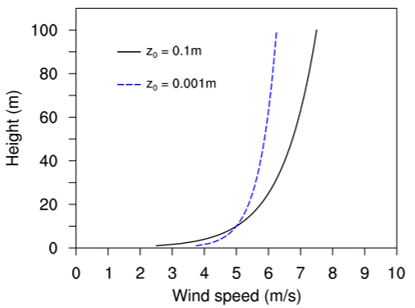 100
80
60
40
20
0
Height (m)
z₀ = 0.1m
z₀ = 0.001m
0 1 2 3 4 5 6 7 8 9 10
Wind speed (m/s)